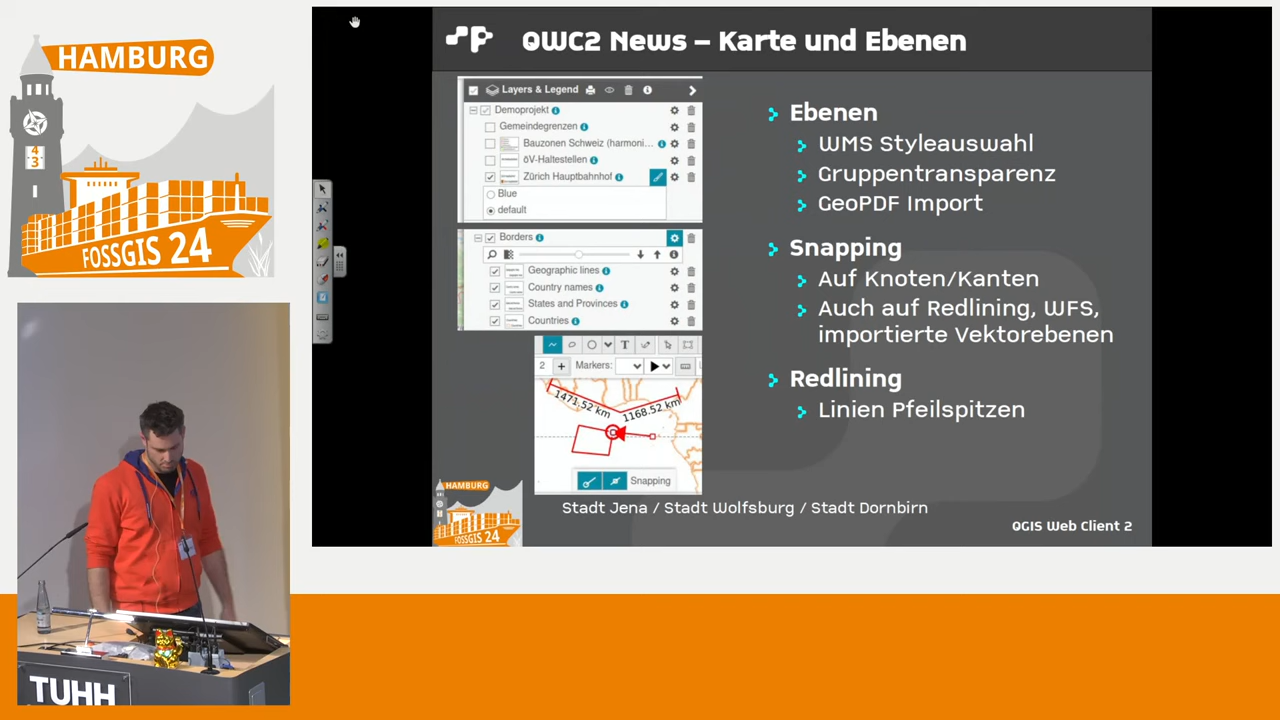 HAMBURG
4
3
FOSSGIS 24
TUHH
QWC2 News – Karte und Ebenen
Layers & Legend
Demoprojekt
Gemeindegrenzen
Bauzonen Schweiz (harmoni...
öV-Haltestellen
Zürich Hauptbahnhof
Blue
default
Borders
Geographic lines
Country names
States and Provinces
Countries
T
2 + Markers:
1471.52 km
1168.52 km
Snapping
Ebenen
WMS Styleauswahl
Gruppentransparenz
GeoPDF Import
Snapping
Auf Knoten/Kanten
Auch auf Redlining, WFS,
importierte Vektorebenen
Redlining
Linien Pfeilspitzen
HAMBURG
FOSSGIS 24
Stadt Jena / Stadt Wolfsburg / Stadt Dornbirn
QGIS Web Client 2